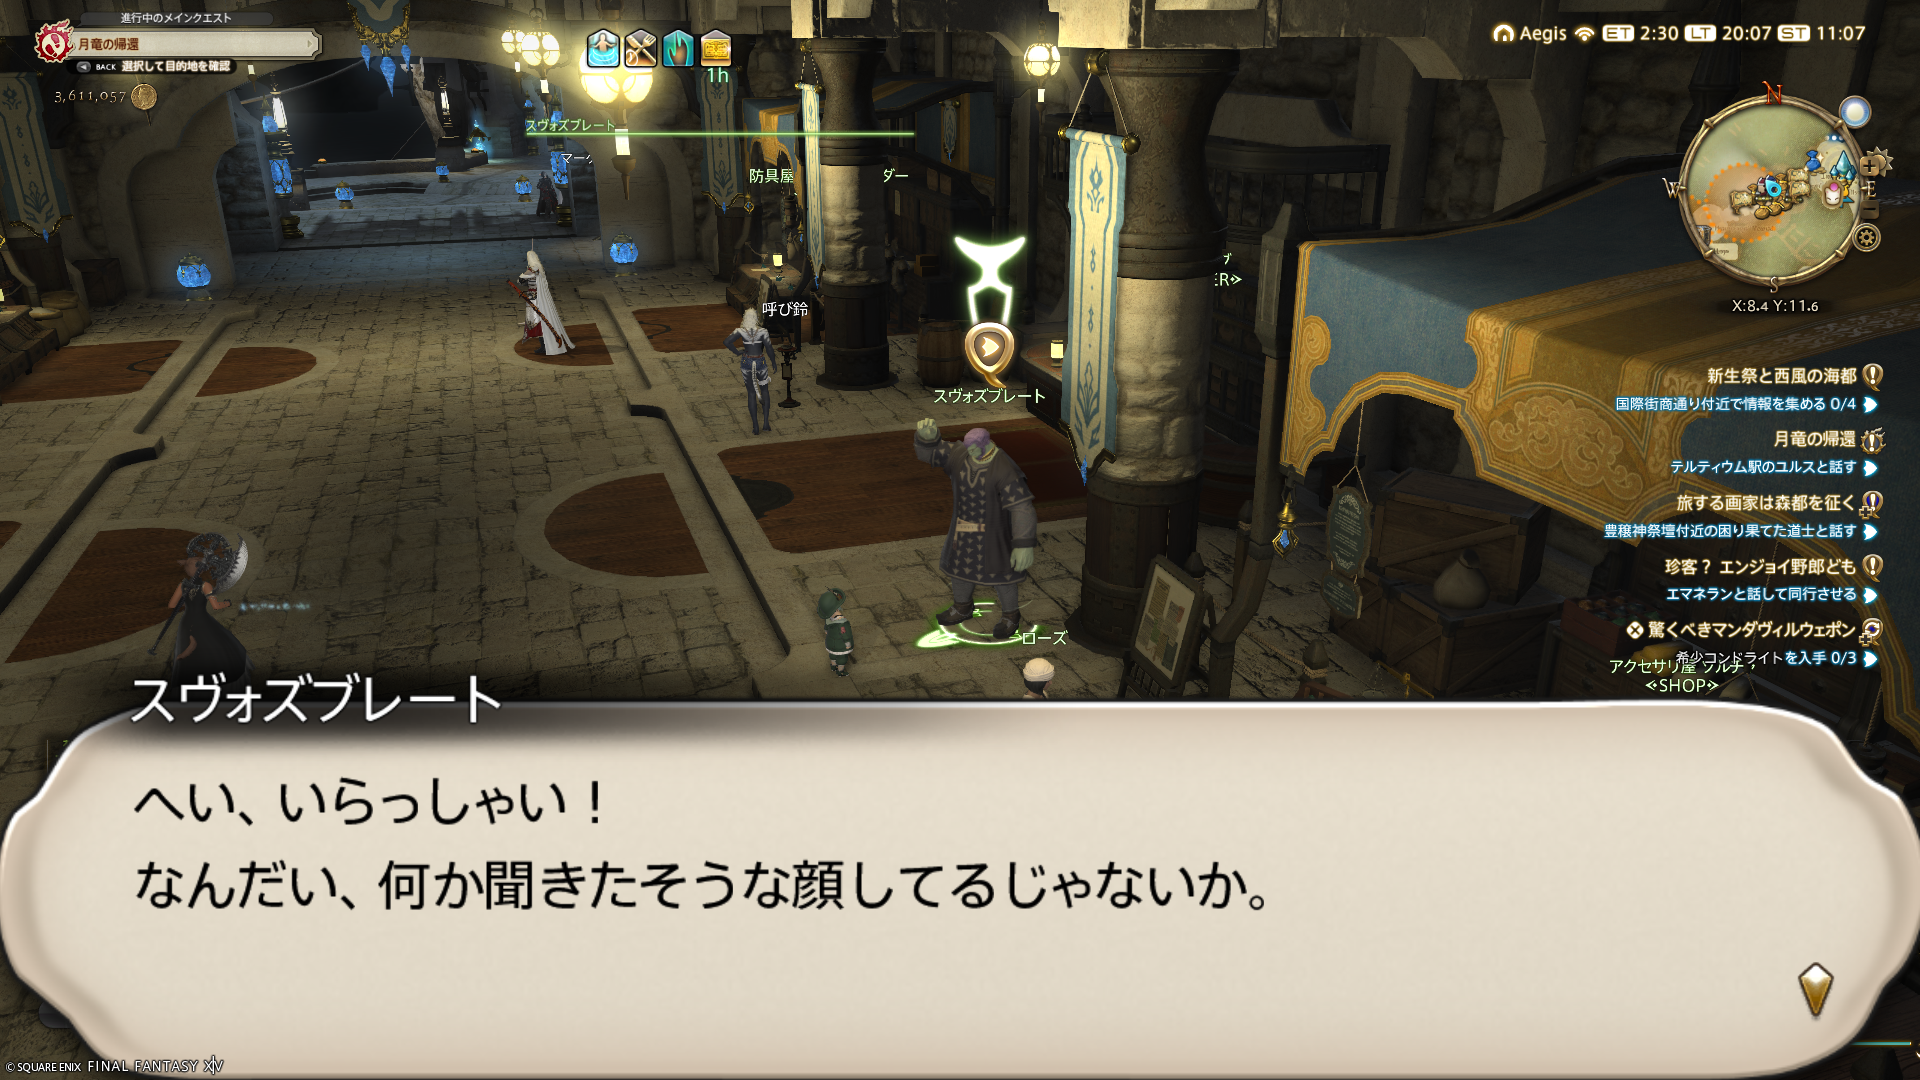 進行中のメインクエスト
月竜の帰還
BACK 選択して目的地を確認
3,611,057
1h
Aegis ET 2:30 LT 20:07 ST 11:07
N
W
E
S
X:8.4 Y:11.6
スヴォズブレート
マーケ
防具屋
ダー
呼び鈴
ER
スヴォズブレート
ローズ
新生祭と西風の海都
国際街商通り付近で情報を集める 0/4
月竜の帰還
テルティウム駅のユルスと話す
旅する画家は森都を征く
豊穣神祭壇付近の困り果てた道士と話す
珍客？ エンジョイ野郎ども
エマネランと話して同行させる
驚くべきマンダヴィルウェポン
希少コンドライトを入手 0/3
アクセサリ屋 ソルナ
<SHOP>
スヴォズブレート
へい、いらっしゃい！
なんだい、何か聞きたそうな顔してるじゃないか。
© SQUARE ENIX FINAL FANTASY XIV